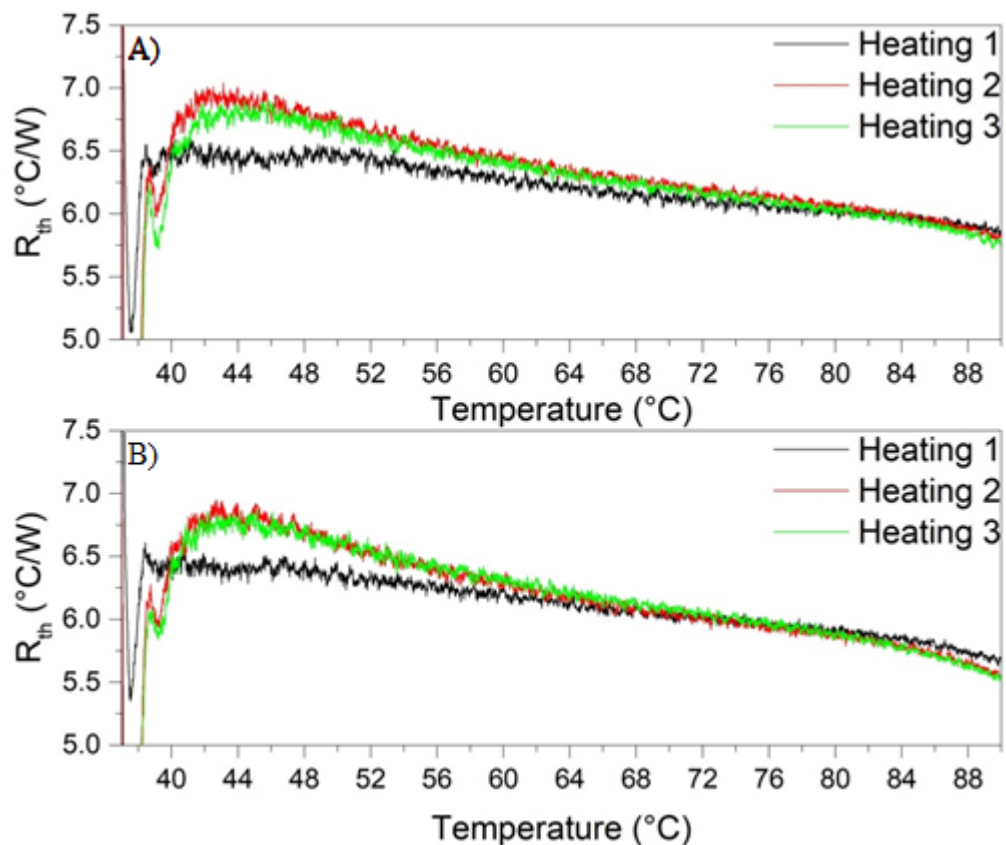 A)
Heating 1
Heating 2
Heating 3
R_th (°C/W)
7.5
7.0
6.5
6.0
5.5
5.0
40 44 48 52 56 60 64 68 72 76 80 84 88
Temperature (°C)
B)
Heating 1
Heating 2
Heating 3
R_th (°C/W)
7.5
7.0
6.5
6.0
5.5
5.0
40 44 48 52 56 60 64 68 72 76 80 84 88
Temperature (°C)